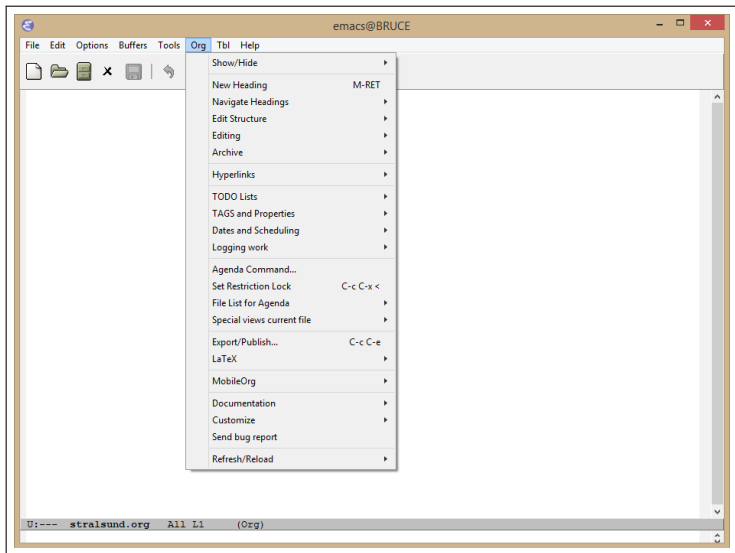 emacs@BRUCE
File Edit Options Buffers Tools Org Tbl Help
Show/Hide
New Heading M-RET
Navigate Headings
Edit Structure
Editing
Archive
Hyperlinks
TODO Lists
TAGS and Properties
Dates and Scheduling
Logging work
Agenda Command...
Set Restriction Lock C-c C-x <
File List for Agenda
Special views current file
Export/Publish... C-c C-e
LaTeX
MobileOrg
Documentation
Customize
Send bug report
Refresh/Reload
U:--- stralsund.org All L1 (Org)